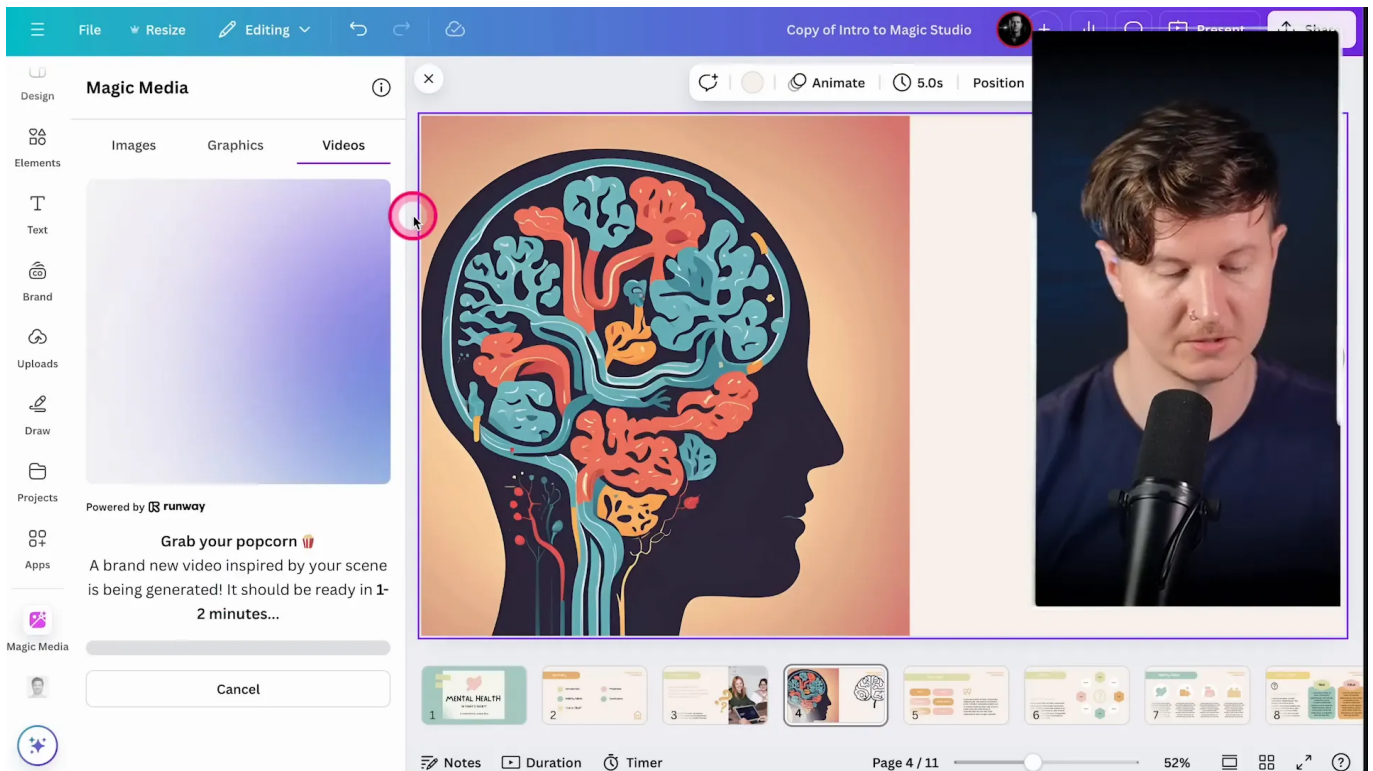 File
Resize
Editing
Copy of Intro to Magic Studio
Present
Share
Design
Elements
Text
Brand
CO
Uploads
Draw
Projects
Apps
Magic Media
Magic Media
Images
Graphics
Videos
Powered by runway
Grab your popcorn 🍿
A brand new video inspired by your scene
is being generated! It should be ready in 1-
2 minutes...
Cancel
Animate
5.0s
Position
MENTAL HEALTH
1
2
3
4
5
6
7
8
Notes
Duration
Timer
Page 4 / 11
52%